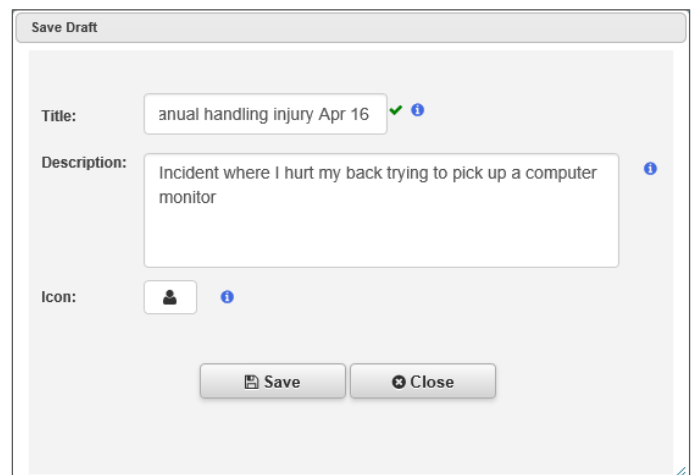 Save Draft
Title:
anual handling injury Apr 16
Description:
Incident where I hurt my back trying to pick up a computer
monitor
Icon:
Save
Close